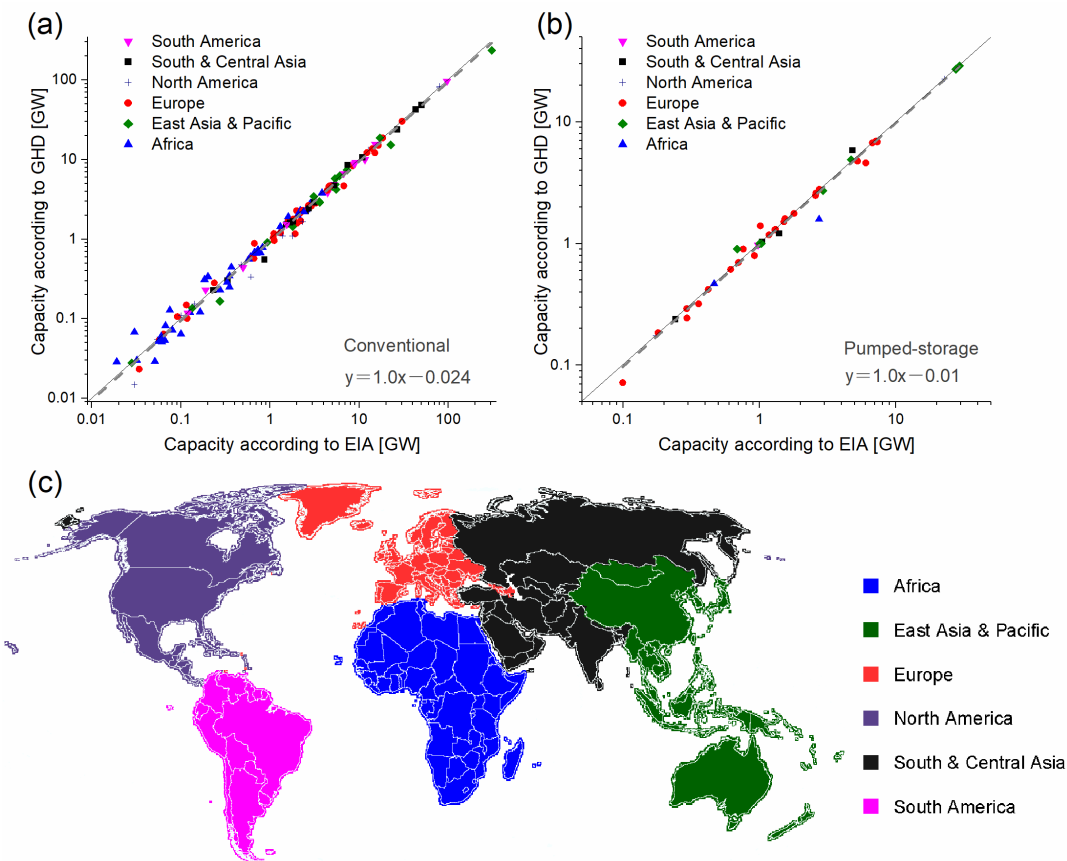 (a)
South America
South & Central Asia
North America
Europe
East Asia & Pacific
Africa
Capacity according to GHD [GW]
100
10
1
0.1
0.01
Conventional
y=1.0x-0.024
0.01
0.1
1
10
100
Capacity according to EIA [GW]
(b)
South America
South & Central Asia
North America
Europe
East Asia & Pacific
Africa
Capacity according to GHD [GW]
10
1
0.1
Pumped-storage
y=1.0x-0.01
0.1
1
10
Capacity according to EIA [GW]
(c)
Africa
East Asia & Pacific
Europe
North America
South & Central Asia
South America